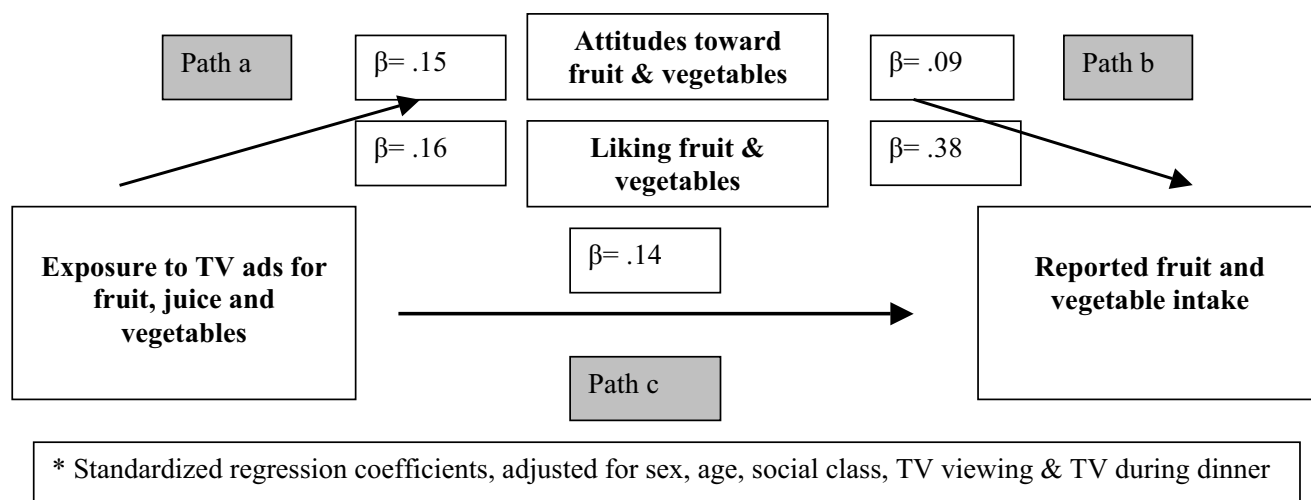 Path a
β= .15
Attitudes toward
fruit & vegetables
β= .09
Path b
β= .16
Liking fruit &
vegetables
β= .38
Exposure to TV ads for
fruit, juice and
vegetables
β= .14
Reported fruit and
vegetable intake
Path c
* Standardized regression coefficients, adjusted for sex, age, social class, TV viewing & TV during dinner